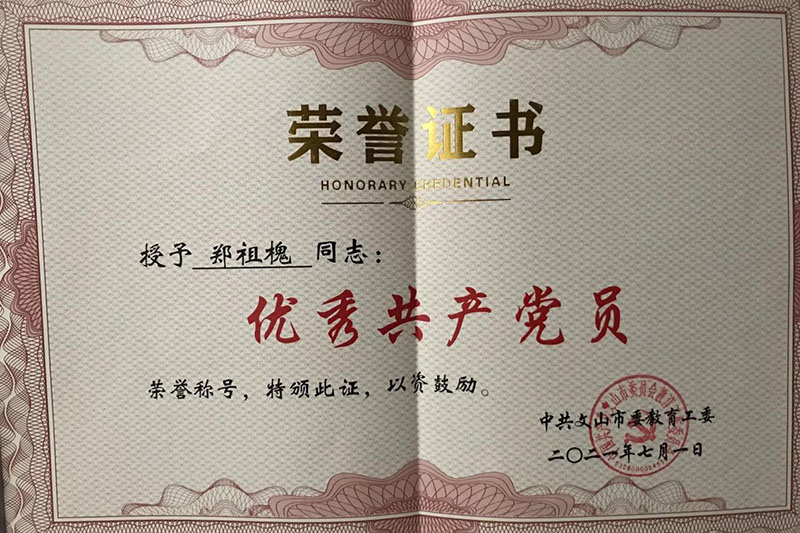 荣誉证书
HONORARY CREDENTIAL
授予 郑祖槐 同志：
优秀共产党员
荣誉称号，特颁此证，以资鼓励。
中共文山市委教育工委
二〇二一年七月一日